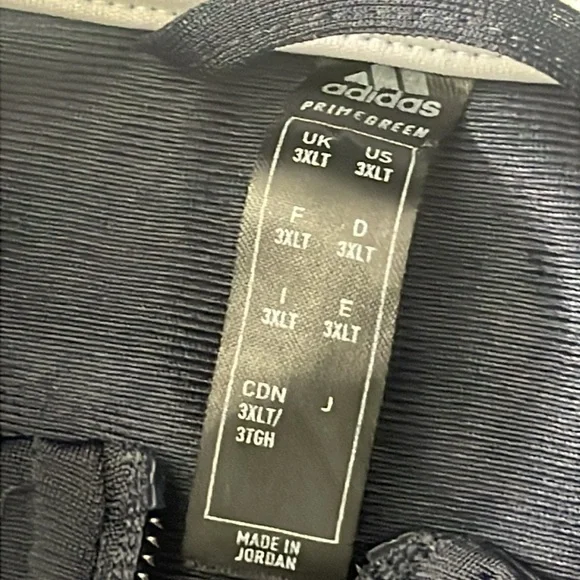 adidas
PRIMEGREEN
UK US
3XLT 3XLT
F D
3XLT 3XLT
I E
3XLT 3XLT
CDN J
3XLT/
3TGH
MADE IN
JORDAN